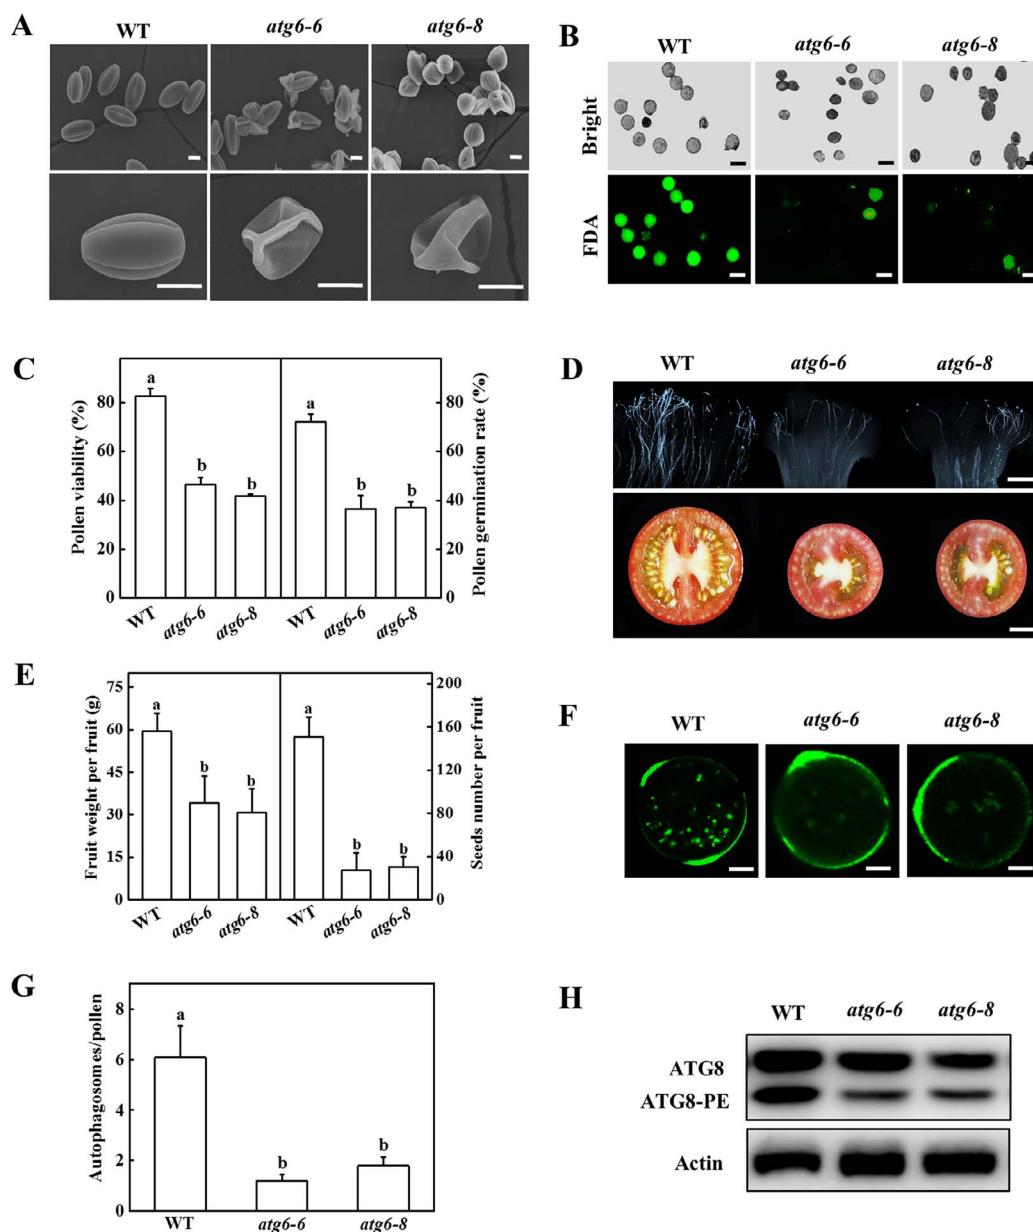 A
WT
atg6-6
atg6-8
B
WT
atg6-6
atg6-8
Bright
FDA
C
Pollen viability (%)
80
60
40
20
0
a
b
b
a
b
b
80
60
40
20
0
Pollen germination rate (%)
WT
atg6-6
atg6-8
WT
atg6-6
atg6-8
D
WT
atg6-6
atg6-8
E
Fruit weight per fruit (g)
75
60
45
30
15
0
a
b
b
a
b
b
200
160
120
80
40
0
Seeds number per fruit
WT
atg6-6
atg6-8
WT
atg6-6
atg6-8
F
WT
atg6-6
atg6-8
G
Autophagosomes/pollen
8
6
4
2
0
a
b
b
WT
atg6-6
atg6-8
H
WT
atg6-6
atg6-8
ATG8
ATG8-PE
Actin